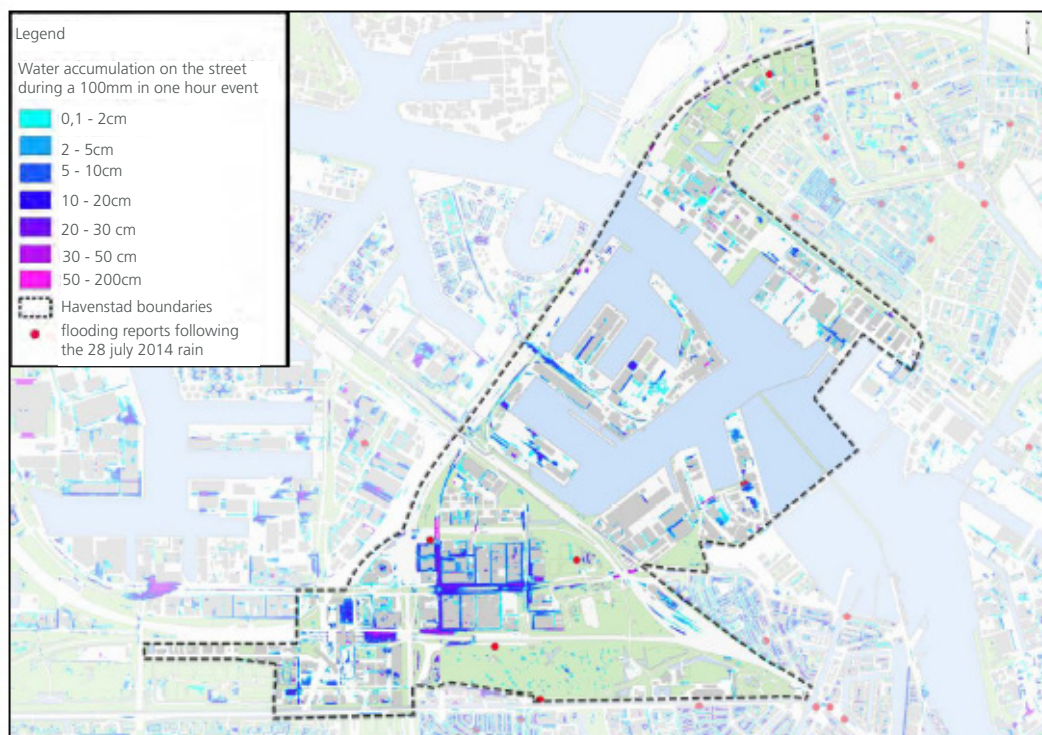 Legend
Water accumulation on the street
during a 100mm in one hour event
0,1 - 2cm
2 - 5cm
5 - 10cm
10 - 20cm
20 - 30 cm
30 - 50 cm
50 - 200cm
Havenstad boundaries
flooding reports following
the 28 july 2014 rain